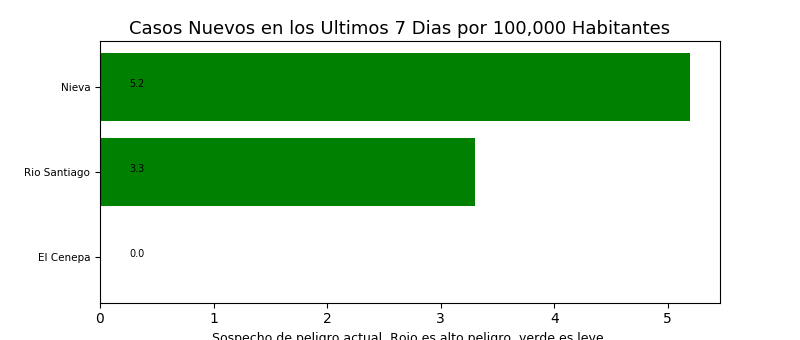 Casos Nuevos en los Ultimos 7 Dias por 100,000 Habitantes
Nieva
5.2
Rio Santiago
3.3
El Cenepa
0.0
0 1 2 3 4 5
Sospecho de peligro actual. Rojo es alto peligro, verde es leve